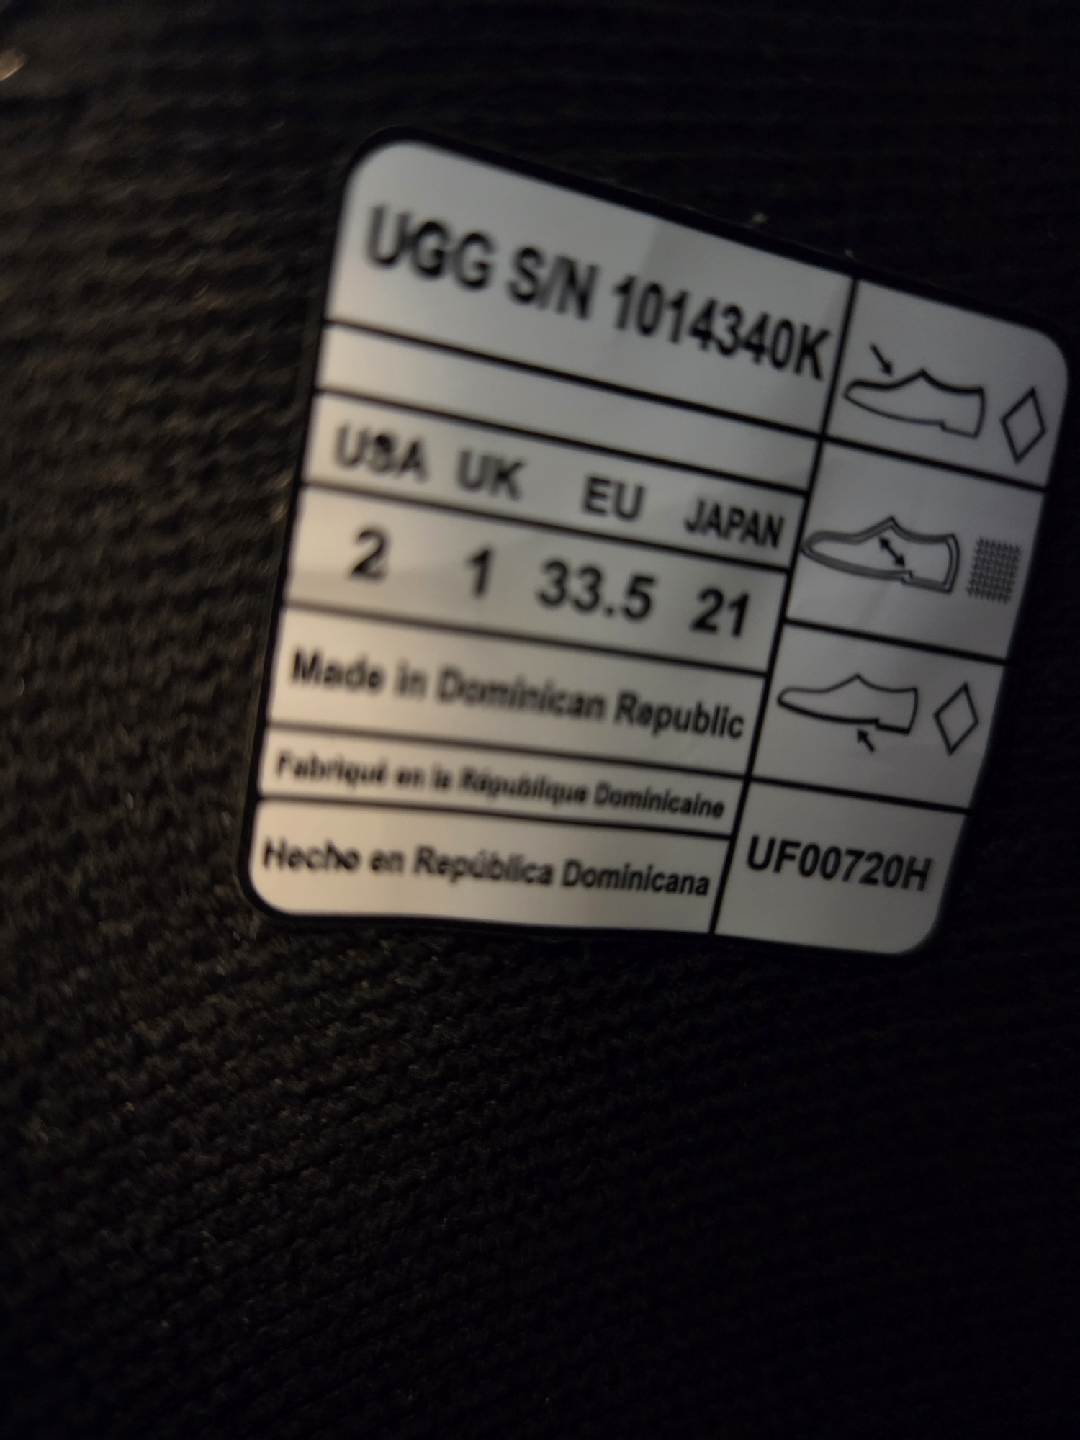 UGG S/N 1014340K
USA UK EU JAPAN
2 1 33.5 21
Made in Dominican Republic
Fabriqué en la République Dominicaine
Hecho en República Dominicana
UF00720H